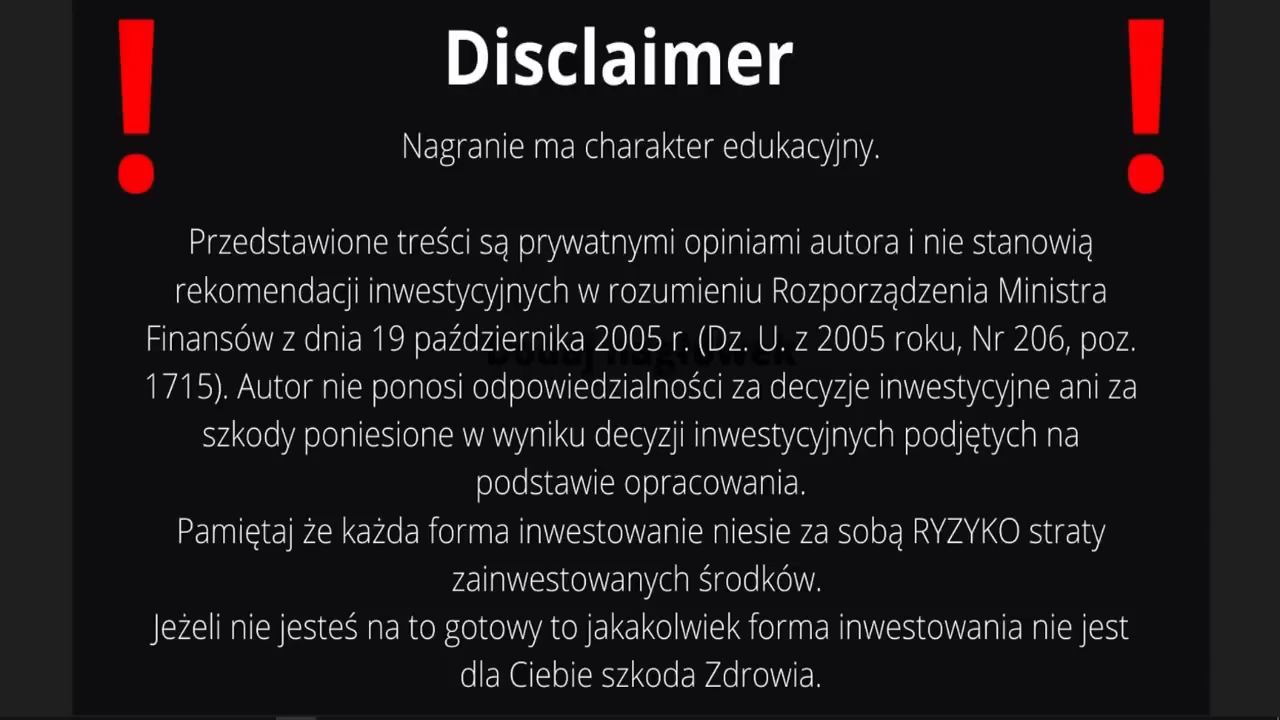 Disclaimer
Nagranie ma charakter edukacyjny.
Przedstawione treści są prywatnymi opiniami autora i nie stanowią
rekomendacji inwestycyjnych w rozumieniu Rozporządzenia Ministra
Finansów z dnia 19 października 2005 r. (Dz. U. z 2005 roku, Nr 206, poz.
1715). Autor nie ponosi odpowiedzialności za decyzje inwestycyjne ani za
szkody poniesione w wyniku decyzji inwestycyjnych podjętych na
podstawie opracowania.
Pamiętaj że każda forma inwestowanie niesie za sobą RYZYKO straty
zainwestowanych środków.
Jeżeli nie jesteś na to gotowy to jakakolwiek forma inwestowania nie jest
dla Ciebie szkoda Zdrowia.